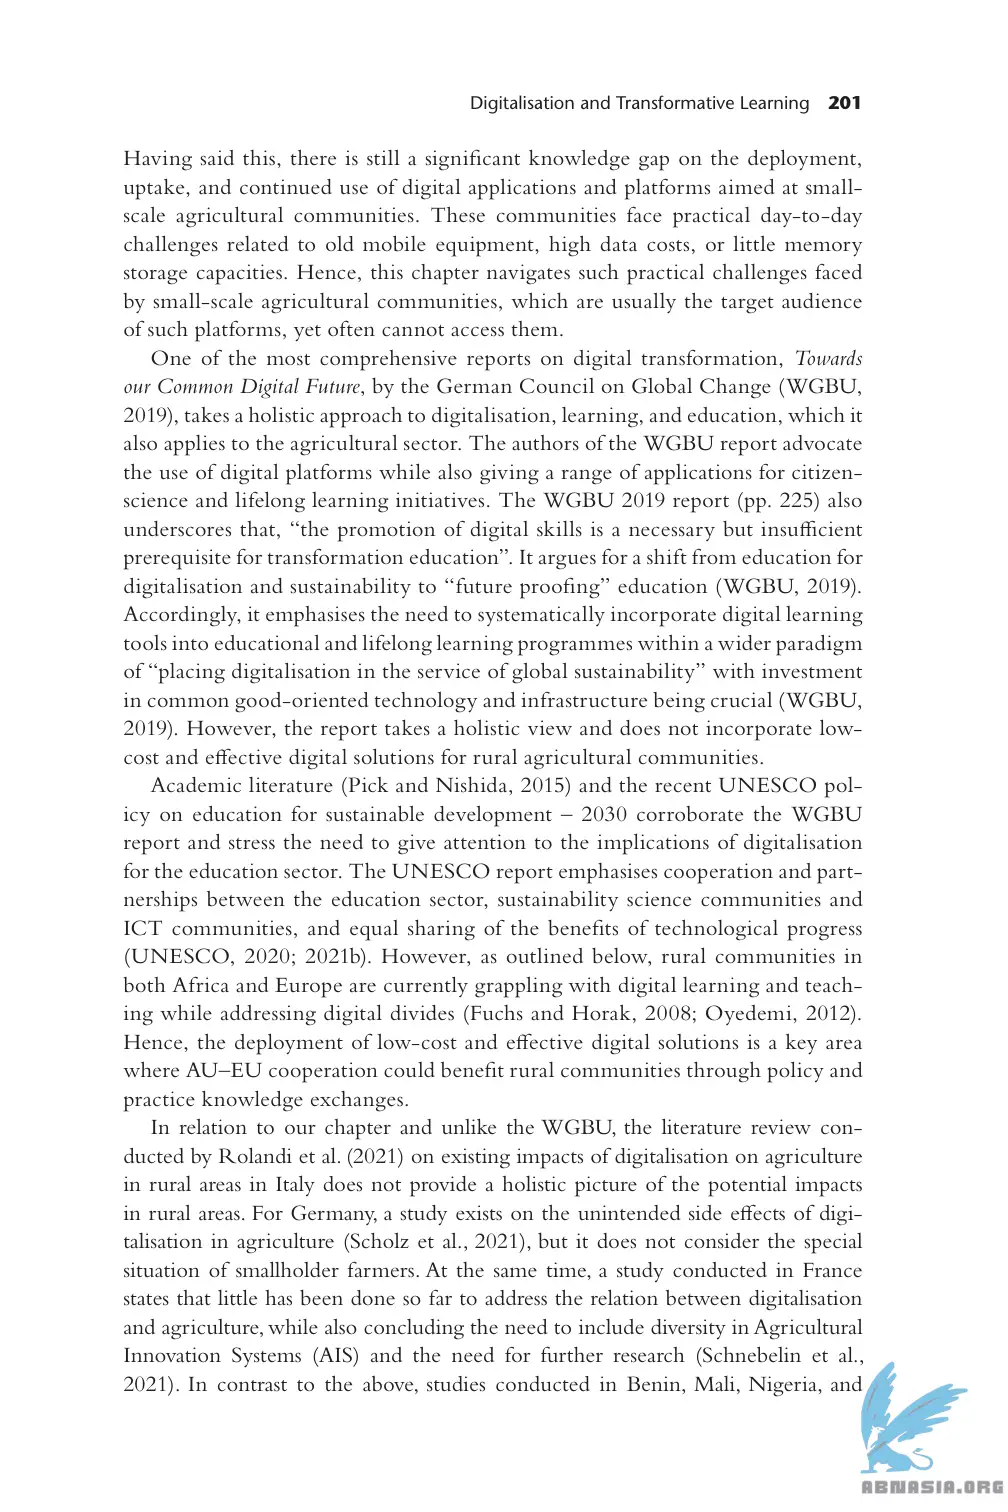 Digitalisation and Transformative Learning 201
Having said this, there is still a significant knowledge gap on the deployment,
uptake, and continued use of digital applications and platforms aimed at small-
scale agricultural communities. These communities face practical day-to-day
challenges related to old mobile equipment, high data costs, or little memory
storage capacities. Hence, this chapter navigates such practical challenges faced
by small-scale agricultural communities, which are usually the target audience
of such platforms, yet often cannot access them.
One of the most comprehensive reports on digital transformation, Towards
our Common Digital Future, by the German Council on Global Change (WGBU,
2019), takes a holistic approach to digitalisation, learning, and education, which it
also applies to the agricultural sector. The authors of the WGBU report advocate
the use of digital platforms while also giving a range of applications for citizen-
science and lifelong learning initiatives. The WGBU 2019 report (pp. 225) also
underscores that, “the promotion of digital skills is a necessary but insufficient
prerequisite for transformation education”. It argues for a shift from education for
digitalisation and sustainability to “future proofing” education (WGBU, 2019).
Accordingly, it emphasises the need to systematically incorporate digital learning
tools into educational and lifelong learning programmes within a wider paradigm
of “placing digitalisation in the service of global sustainability” with investment
in common good-oriented technology and infrastructure being crucial (WGBU,
2019). However, the report takes a holistic view and does not incorporate low-
cost and effective digital solutions for rural agricultural communities.
Academic literature (Pick and Nishida, 2015) and the recent UNESCO pol-
icy on education for sustainable development – 2030 corroborate the WGBU
report and stress the need to give attention to the implications of digitalisation
for the education sector. The UNESCO report emphasises cooperation and part-
nerships between the education sector, sustainability science communities and
ICT communities, and equal sharing of the benefits of technological progress
(UNESCO, 2020; 2021b). However, as outlined below, rural communities in
both Africa and Europe are currently grappling with digital learning and teach-
ing while addressing digital divides (Fuchs and Horak, 2008; Oyedemi, 2012).
Hence, the deployment of low-cost and effective digital solutions is a key area
where AU–EU cooperation could benefit rural communities through policy and
practice knowledge exchanges.
In relation to our chapter and unlike the WGBU, the literature review con-
ducted by Rolandi et al. (2021) on existing impacts of digitalisation on agriculture
in rural areas in Italy does not provide a holistic picture of the potential impacts
in rural areas. For Germany, a study exists on the unintended side effects of digi-
talisation in agriculture (Scholz et al., 2021), but it does not consider the special
situation of smallholder farmers. At the same time, a study conducted in France
states that little has been done so far to address the relation between digitalisation
and agriculture, while also concluding the need to include diversity in Agricultural
Innovation Systems (AIS) and the need for further research (Schnebelin et al.,
2021). In contrast to the above, studies conducted in Benin, Mali, Nigeria, and
ABNASIA.ORG